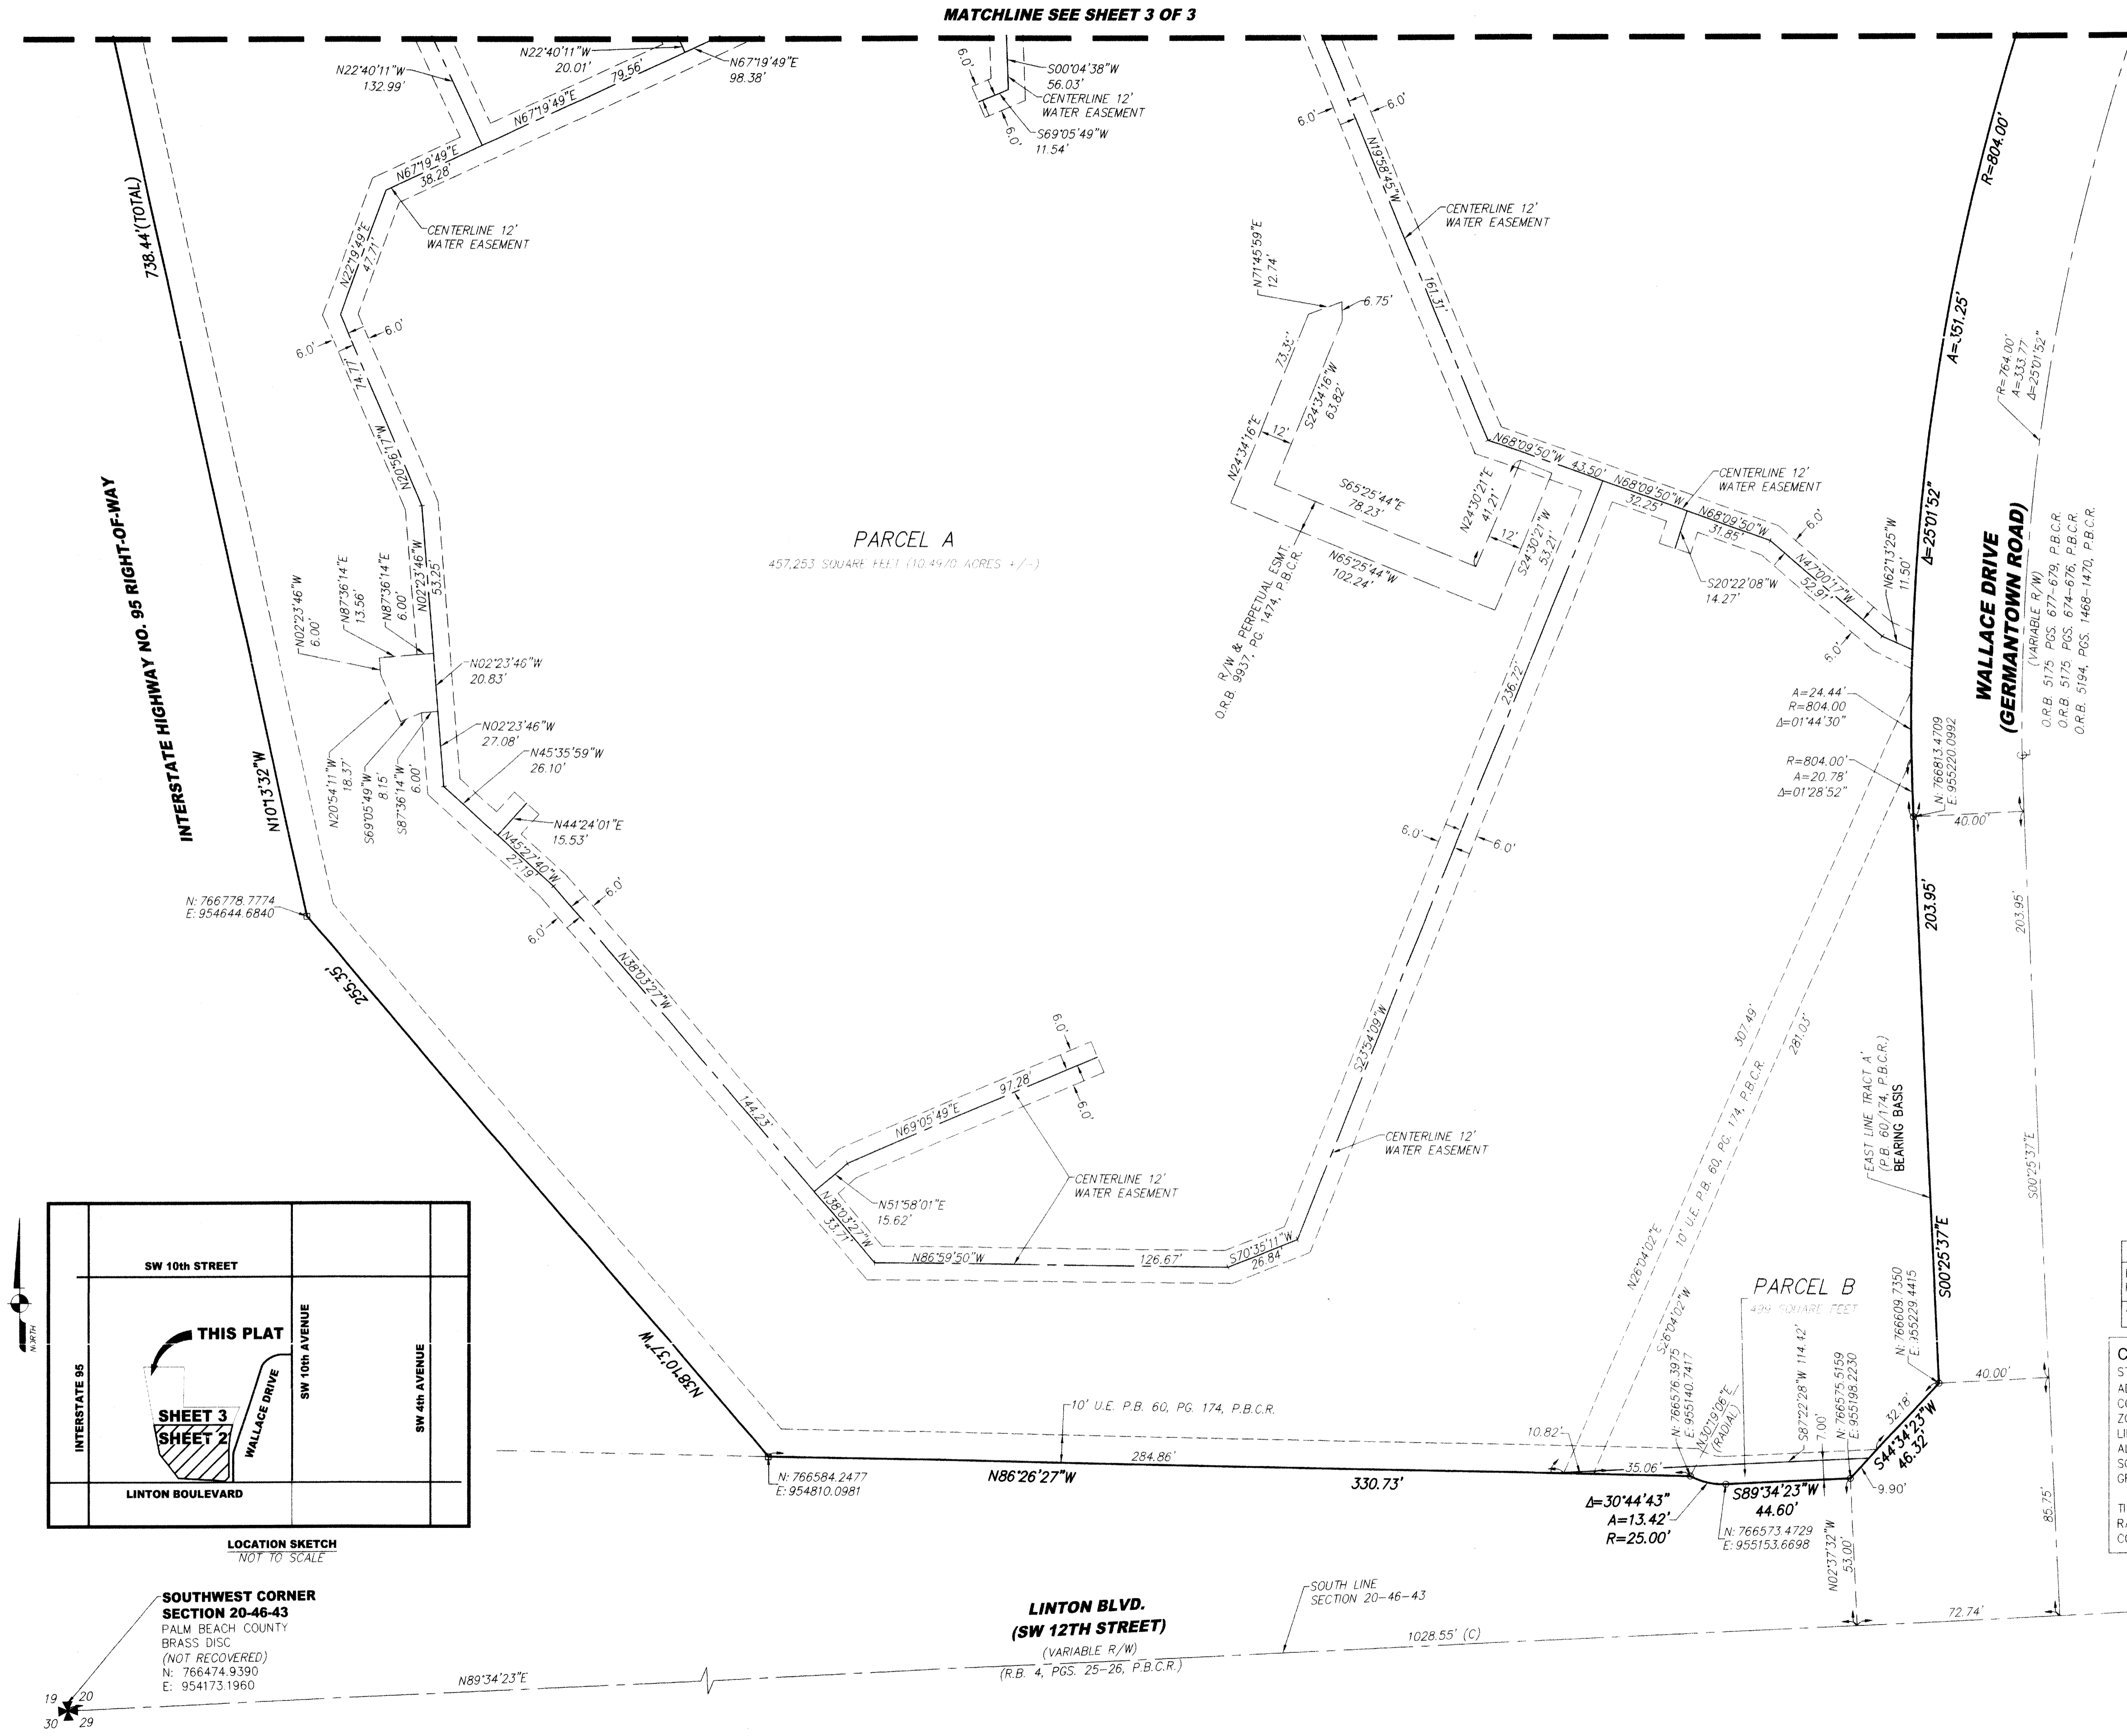 MATCHLINE SEE SHEET 3 OF 3
N22°40'11"W
132.99'
N22°40'11"W
20.01'
79.56'
N67°19'49"E
N67°19'49"E
98.38'
N67°19'49"E
38.28'
CENTERLINE 12'
WATER EASEMENT
N22°19'49"E
47.71'
6.0'
6.0'
74.77'
N20°56'17"W
738.44'(TOTAL)
INTERSTATE HIGHWAY NO. 95 RIGHT-OF-WAY
N10°13'32"W
6.0'
S00°04'38"W
56.03'
CENTERLINE 12'
WATER EASEMENT
S69°05'49"W
11.54'
6.0'
6.0'
6.0'
N19°58'45"W
CENTERLINE 12'
WATER EASEMENT
161.31'
N71°45'59"E
12.74'
6.75'
S24°34'16"W
63.82'
N24°34'16"E
12'
S65°25'44"E
78.23'
N65°25'44"W
102.24'
N24°30'21"E
41.21'
12'
S24°30'21"W
53.21'
R/W & PERPETUAL ESMT.
O.R.B. 9937, PG. 1474, P.B.C.R.
N68°09'50"W
43.50'
N68°09'50"W
32.25'
N68°09'50"W
31.85'
CENTERLINE 12'
WATER EASEMENT
6.0'
N47°00'17"W
52.97'
6.0'
N62°13'25"W
11.50'
S20°22'08"W
14.27'
R=804.00'
A=351.25'
Δ=25°01'52"
R=764.00'
A=333.77'
Δ=25°01'52"
WALLACE DRIVE
(GERMANTOWN ROAD)
(VARIABLE R/W)
O.R.B. 5175 PGS. 677-679, P.B.C.R.
O.R.B. 5175 PGS. 674-676, P.B.C.R.
O.R.B. 5194, PGS. 1468-1470, P.B.C.R.
PARCEL A
457,253 SQUARE FEET (10.4970 ACRES +/-)
N02°23'46"W
6.00'
N87°36'14"E
13.56'
N87°36'14"E
6.00'
N02°23'46"W
53.25'
N02°23'46"W
20.83'
N02°23'46"W
27.08'
N45°35'59"W
26.10'
N20°54'11"W
18.37'
S69°05'49"W
8.15'
S87°36'14"W
6.00'
N44°24'01"E
15.53'
N45°27'40"W
27.19'
6.0'
6.0'
N: 766778.7774
E: 954644.6840
A=24.44'
R=804.00
Δ=01°44'30"
R=804.00'
A=20.78'
Δ=01°28'52"
N: 766813.4709
E: 955220.0992
40.00'
236.72'
6.0'
6.0'
203.95'
203.95'
255.35'
N38°03'27"W
144.23'
6.0'
97.28'
6.0'
N69°05'49"E
N51°58'01"E
15.62'
CENTERLINE 12'
WATER EASEMENT
N38°03'27"W
33.71'
N86°59'50"W
126.67'
S70°35'11"W
26.84'
S23°54'09"W
CENTERLINE 12'
WATER EASEMENT
307.49'
281.03'
10' U.E. P.B. 60, PG. 174, P.B.C.R.
N26°04'02"E
S26°04'02"W
EAST LINE TRACT A'
(P.B. 60/174, P.B.C.R.)
BEARING BASIS
S00°25'37"E
S00°25'37"E
N38°10'37"W
SW 10th STREET
THIS PLAT
INTERSTATE 95
SW 10th AVENUE
SW 4th AVENUE
WALLACE DRIVE
SHEET 3
SHEET 2
LINTON BOULEVARD
NORTH
LOCATION SKETCH
NOT TO SCALE
PARCEL B
499 SQUARE FEET
N: 766609.7350
E: 955229.4415
40.00'
N: 766576.3975
E: 955140.7417
N30°19'06"E
(RADIAL)
S87°22'28"W 114.42'
7.00'
N: 766575.5159
E: 955198.2230
32.18'
S44°34'23"W
46.32'
9.90'
10' U.E. P.B. 60, PG. 174, P.B.C.R.
284.86'
10.82'
35.06'
N: 766584.2477
E: 954810.0981
N86°26'27"W
330.73'
Δ=30°44'43"
A=13.42'
R=25.00'
S89°34'23"W
44.60'
N: 766573.4729
E: 955153.6698
N02°37'32"W
53.00'
85.75'
72.74'
SOUTHWEST CORNER
SECTION 20-46-43
PALM BEACH COUNTY
BRASS DISC
(NOT RECOVERED)
N: 766474.9390
E: 954173.1960
19 20
30 29
N89°34'23"E
LINTON BLVD.
(SW 12TH STREET)
(VARIABLE R/W)
(R.B. 4, PGS. 25-26, P.B.C.R.)
SOUTH LINE
SECTION 20-46-43
1028.55' (C)